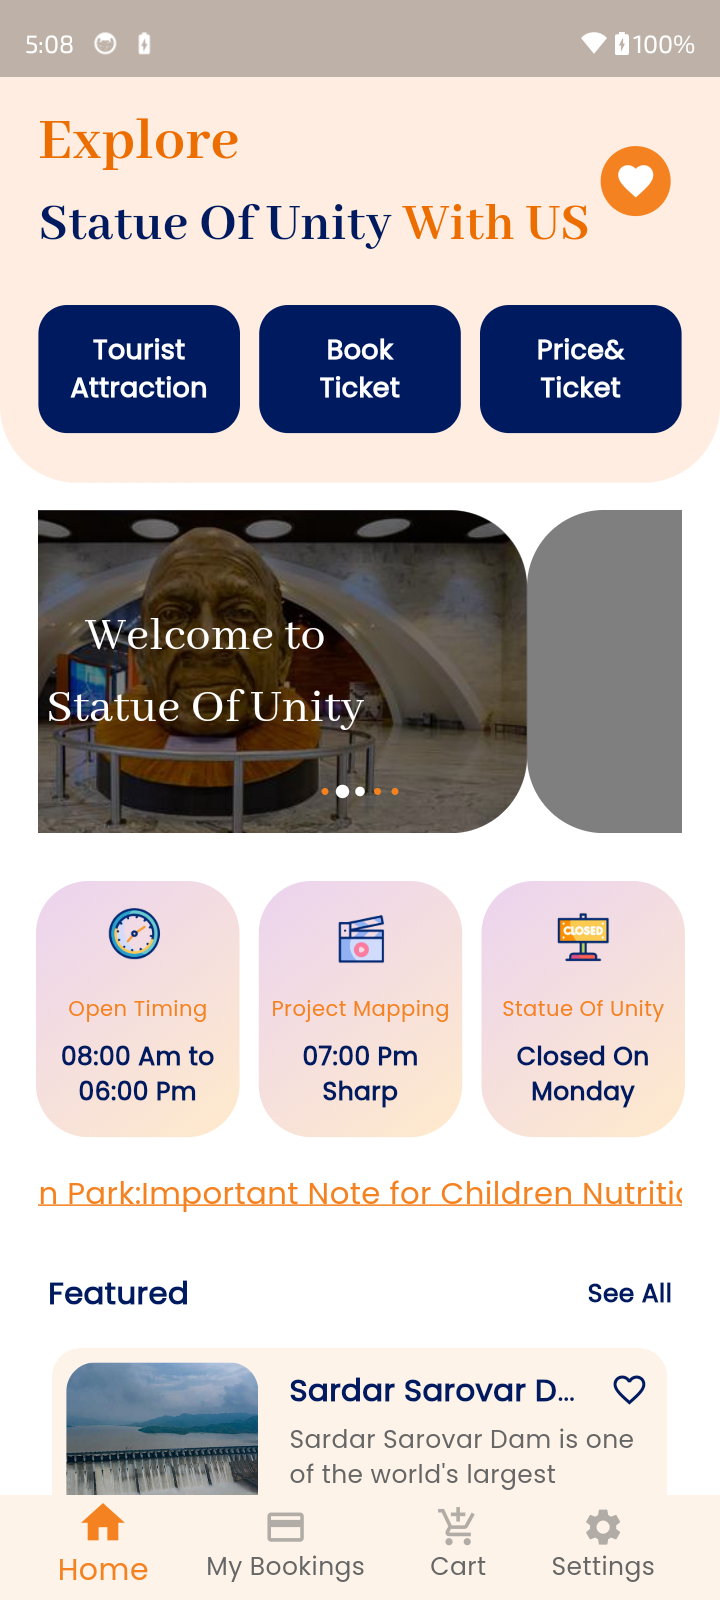 5:08
100%
Explore
Statue Of Unity With US
Tourist
Attraction
Book
Ticket
Price&
Ticket
Welcome to
Statue Of Unity
CLOSED
Open Timing
Project Mapping
Statue Of Unity
08:00 Am to
06:00 Pm
07:00 Pm
Sharp
Closed On
Monday
n Park:Important Note for Children Nutritic
Featured
See All
Sardar Sarovar D...
Sardar Sarovar Dam is one
of the world's largest
Home
My Bookings
Cart
Settings